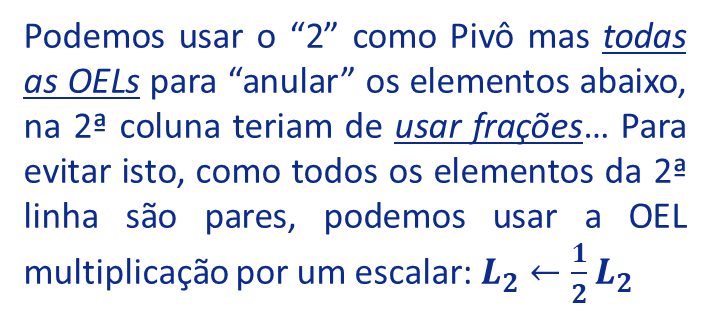 Podemos usar o “2” como Pivô mas todas
as OELs para “anular” os elementos abaixo,
na 2ª coluna teriam de usar frações... Para
evitar isto, como todos os elementos da 2ª
linha são pares, podemos usar a OEL
multiplicação por um escalar: L₂ ← 1/2 L₂